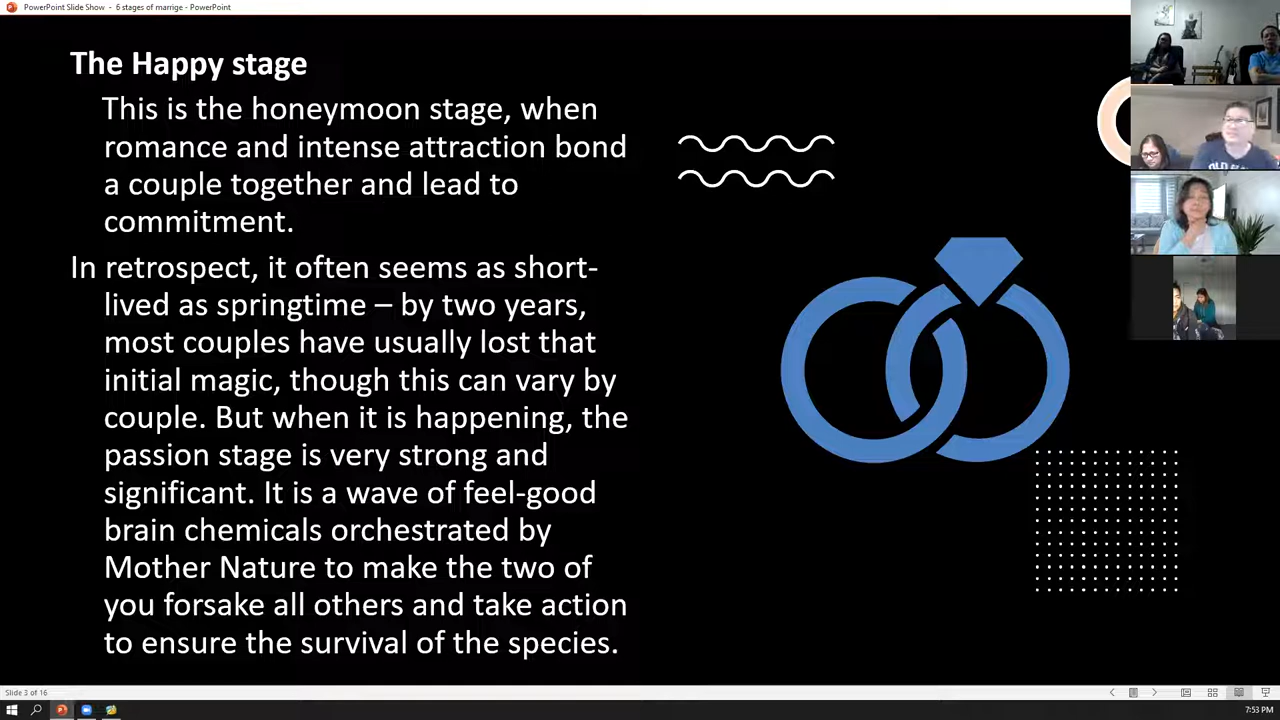 PowerPoint Slide Show - 6 stages of marrige - PowerPoint
The Happy stage
This is the honeymoon stage, when
romance and intense attraction bond
a couple together and lead to
commitment.
In retrospect, it often seems as short-
lived as springtime – by two years,
most couples have usually lost that
initial magic, though this can vary by
couple. But when it is happening, the
passion stage is very strong and
significant. It is a wave of feel-good
brain chemicals orchestrated by
Mother Nature to make the two of
you forsake all others and take action
to ensure the survival of the species.
Slide 3 of 16
7:53 PM